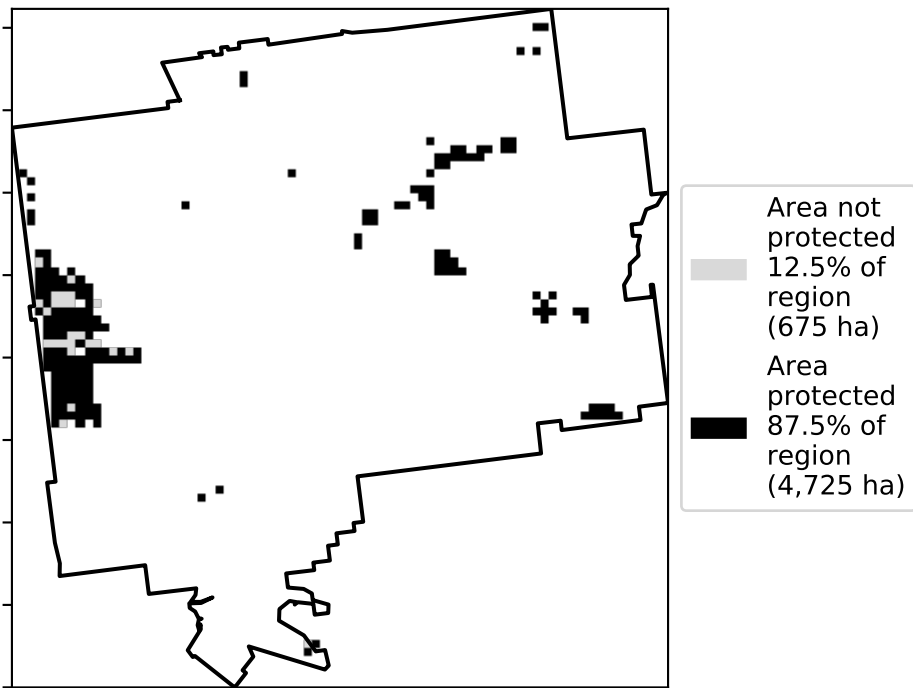 Area not
protected
12.5% of
region
(675 ha)
Area
protected
87.5% of
region
(4,725 ha)